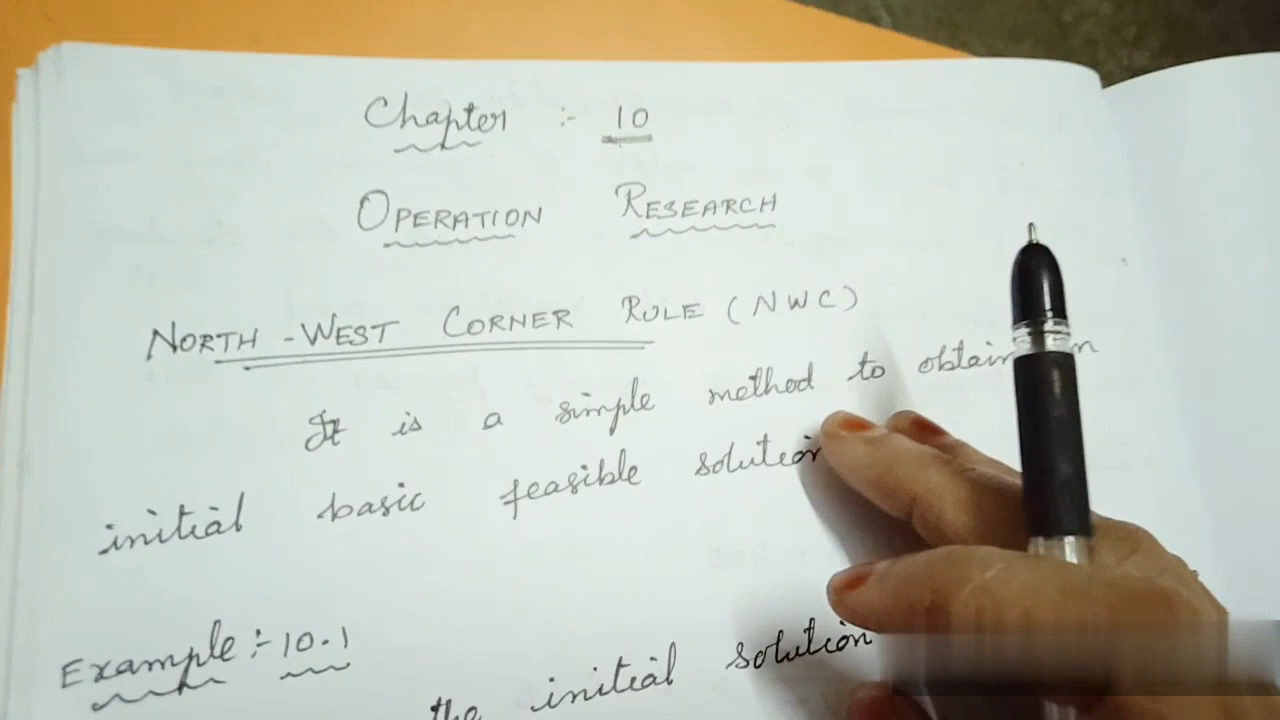 Chapter :- 10
OPERATION RESEARCH
NORTH-WEST CORNER RULE (NWC)
It is a simple method to obtain
initial basic feasible solution
Example :- 10.1
the initial solution